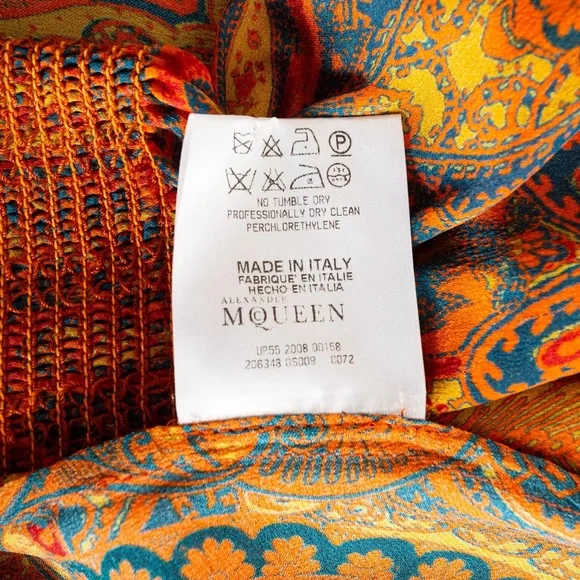 P
NO TUMBLE DRY
PROFESSIONALLY DRY CLEAN
PERCHLORETHYLENE
MADE IN ITALY
FABRIQUE' EN ITALIE
HECHO EN ITALIA
ALEXANDER
MCQUEEN
UP55 2008 00158
206348 0S009 0072